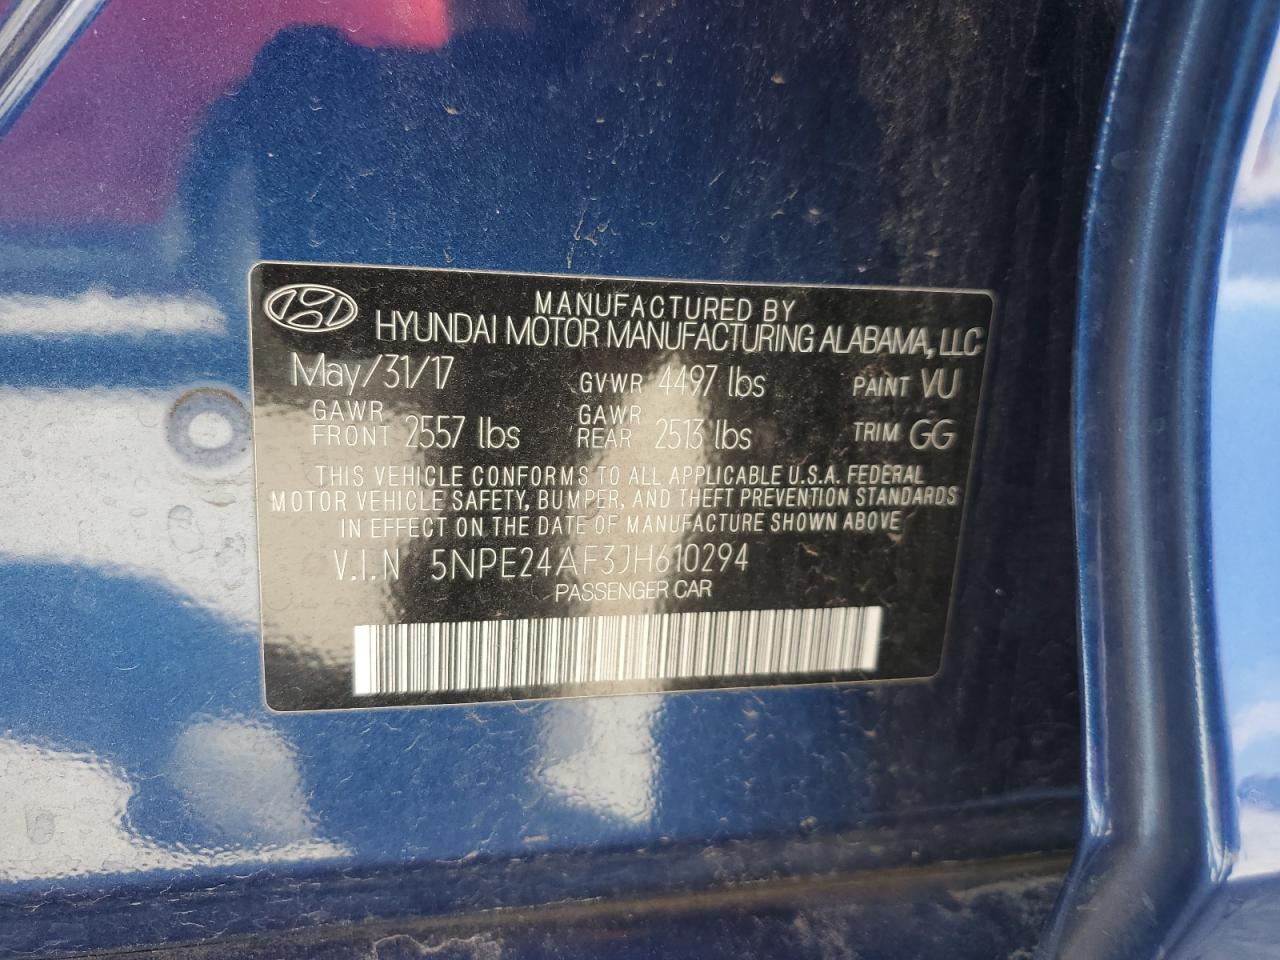 MANUFACTURED BY
HYUNDAI MOTOR MANUFACTURING ALABAMA, LLC
May/31/17 GVWR 4497 lbs PAINT VU
GAWR FRONT 2557 lbs GAWR REAR 2513 lbs TRIM GG
THIS VEHICLE CONFORMS TO ALL APPLICABLE U.S.A. FEDERAL
MOTOR VEHICLE SAFETY, BUMPER, AND THEFT PREVENTION STANDARDS
IN EFFECT ON THE DATE OF MANUFACTURE SHOWN ABOVE
V.I.N 5NPE24AF3JH610294
PASSENGER CAR